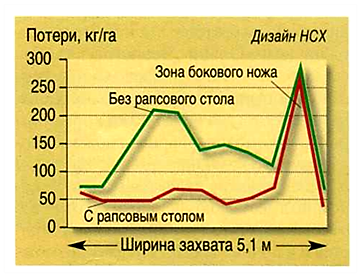 Потери, кг/га
Дизайн НСХ
300
Зона бокового ножа
250
Без рапсового стола
200
150
100
50
С рапсовым столом
0
Ширина захвата 5,1 м